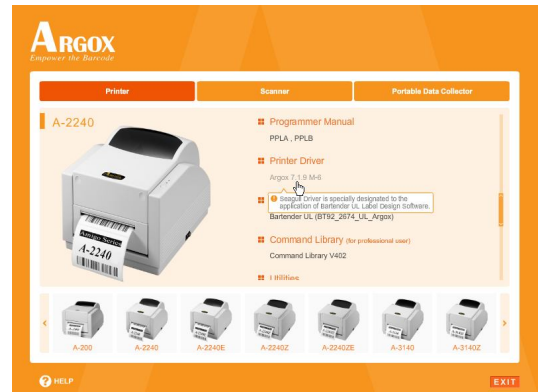 ARGOX
Empower the Barcode
Printer
Scanner
Portable Data Collector
A-2240
Amigo Series
A-2240
Programmer Manual
PPLA , PPLB
Printer Driver
Argox 7.1.9 M-6
Seagull Driver is specially designated to the
application of Bartender UL Label Design Software.
Bartender UL (BT92_2674_UL_Argox)
Command Library (for professional user)
Command Library V402
Utilities
A-200
A-2240
A-2240E
A-2240Z
A-2240ZE
A-3140
A-3140Z
HELP
EXIT